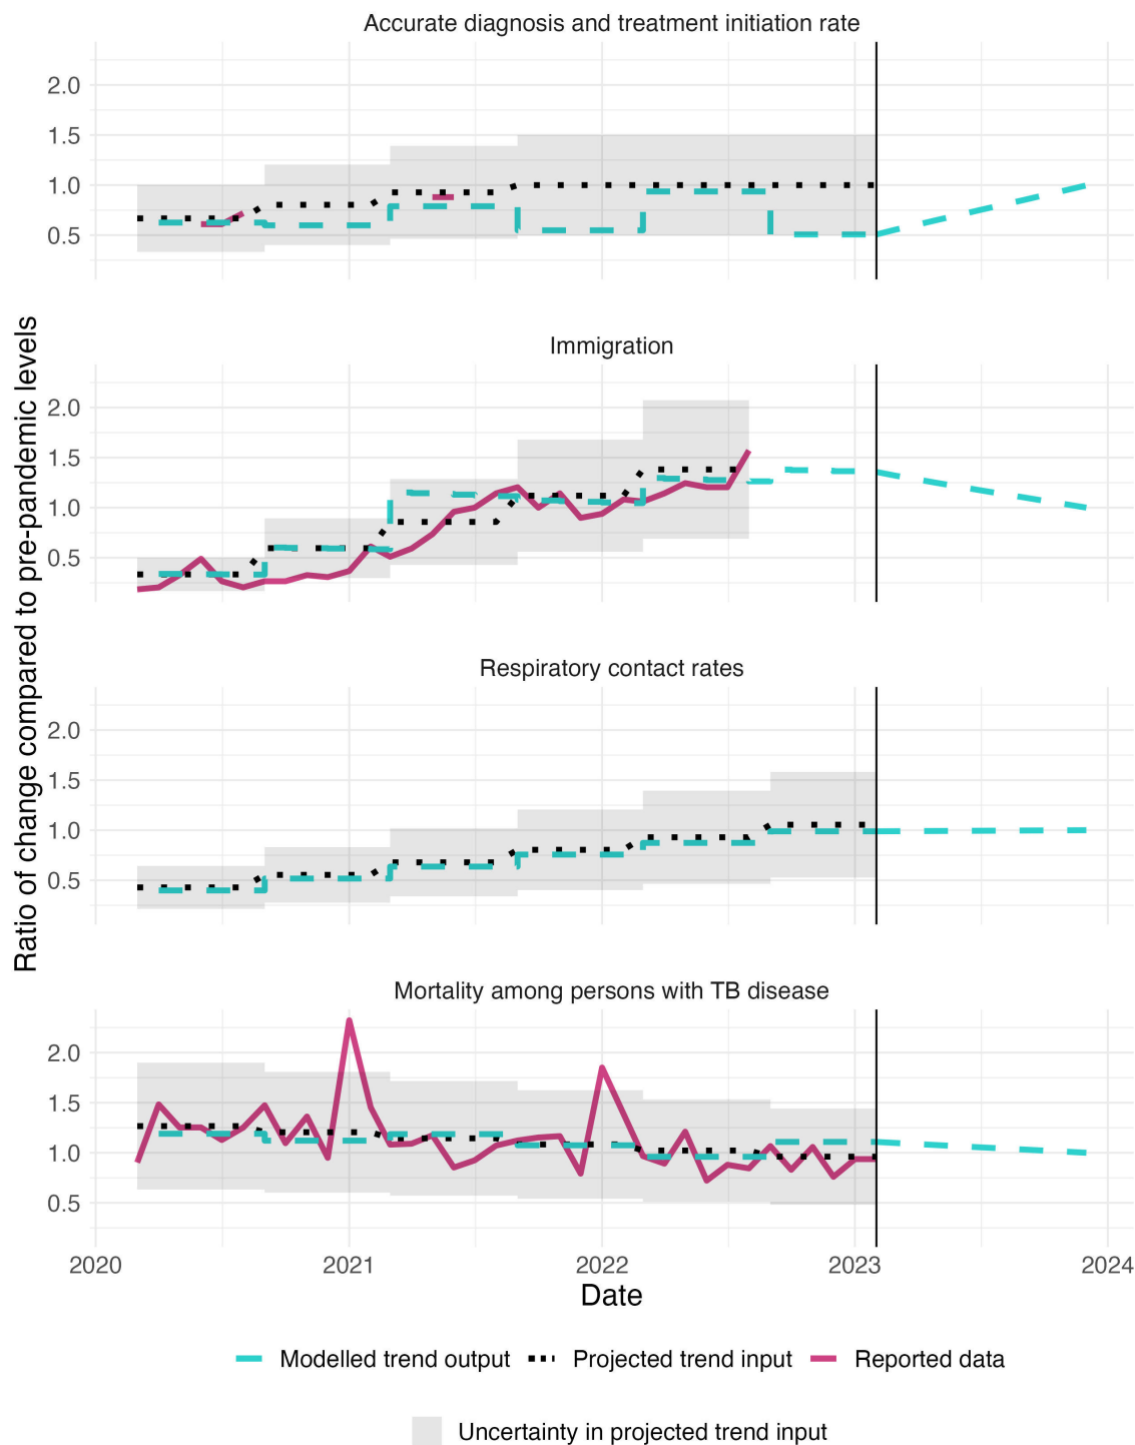 Accurate diagnosis and treatment initiation rate
2.0
1.5
1.0
0.5
Immigration
2.0
1.5
1.0
0.5
Ratio of change compared to pre-pandemic levels
Respiratory contact rates
2.0
1.5
1.0
0.5
Mortality among persons with TB disease
2.0
1.5
1.0
0.5
2020 2021 2022 2023 2024
Date
Modelled trend output Projected trend input Reported data
Uncertainty in projected trend input